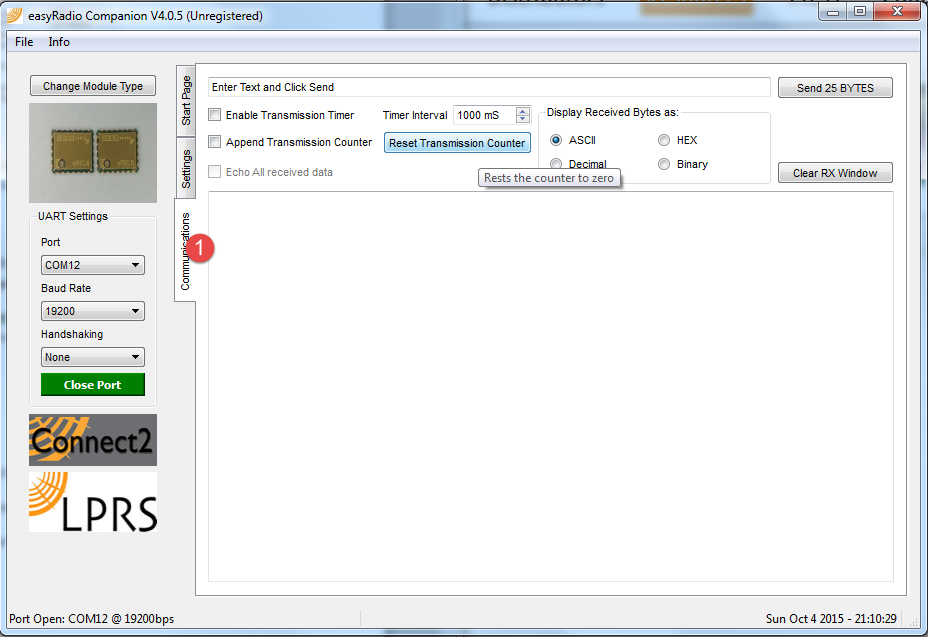 easyRadio Companion V4.0.5 (Unregistered)
File Info
Change Module Type
UART Settings
Port
COM12
Baud Rate
19200
Handshaking
None
Close Port
Connect2
LPRS
Start Page
Settings
Communications
1
Enter Text and Click Send
Send 25 BYTES
Enable Transmission Timer
Timer Interval
1000 mS
Append Transmission Counter
Reset Transmission Counter
Echo All received data
Display Received Bytes as:
ASCII
HEX
Decimal
Binary
Rests the counter to zero
Clear RX Window
Port Open: COM12 @ 19200bps
Sun Oct 4 2015 - 21:10:29